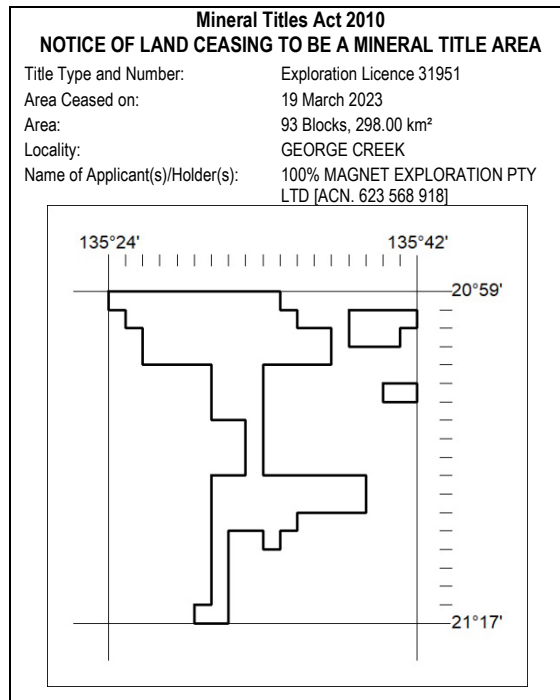 Mineral Titles Act 2010
NOTICE OF LAND CEASING TO BE A MINERAL TITLE AREA
Title Type and Number: Exploration Licence 31951
Area Ceased on: 19 March 2023
Area: 93 Blocks, 298.00 km²
Locality: GEORGE CREEK
Name of Applicant(s)/Holder(s): 100% MAGNET EXPLORATION PTY
LTD [ACN. 623 568 918]
135°24' 135°42'
20°59'
21°17'